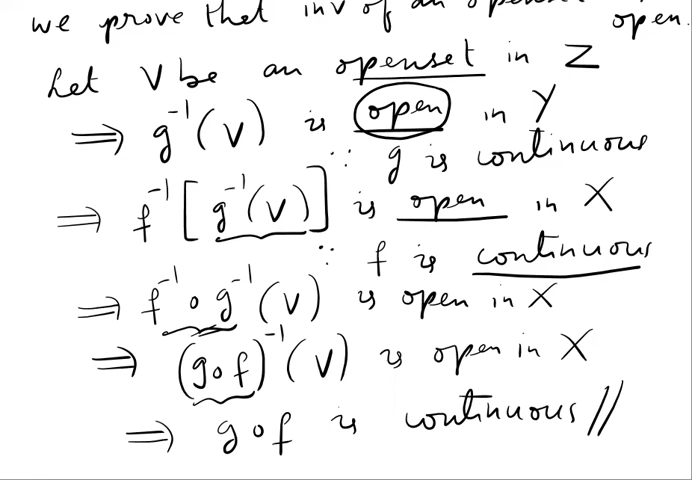 we prove that inv of an openset open.
Let V be an openset in Z
⟹ g⁻¹(V) is open in Y
∵ g is continuous
⟹ f⁻¹[g⁻¹(V)] is open in X
∵ f is continuous
⟹ f⁻¹∘g⁻¹(V) is open in X
⟹ (g∘f)⁻¹(V) is open in X
⟹ g∘f is continuous //